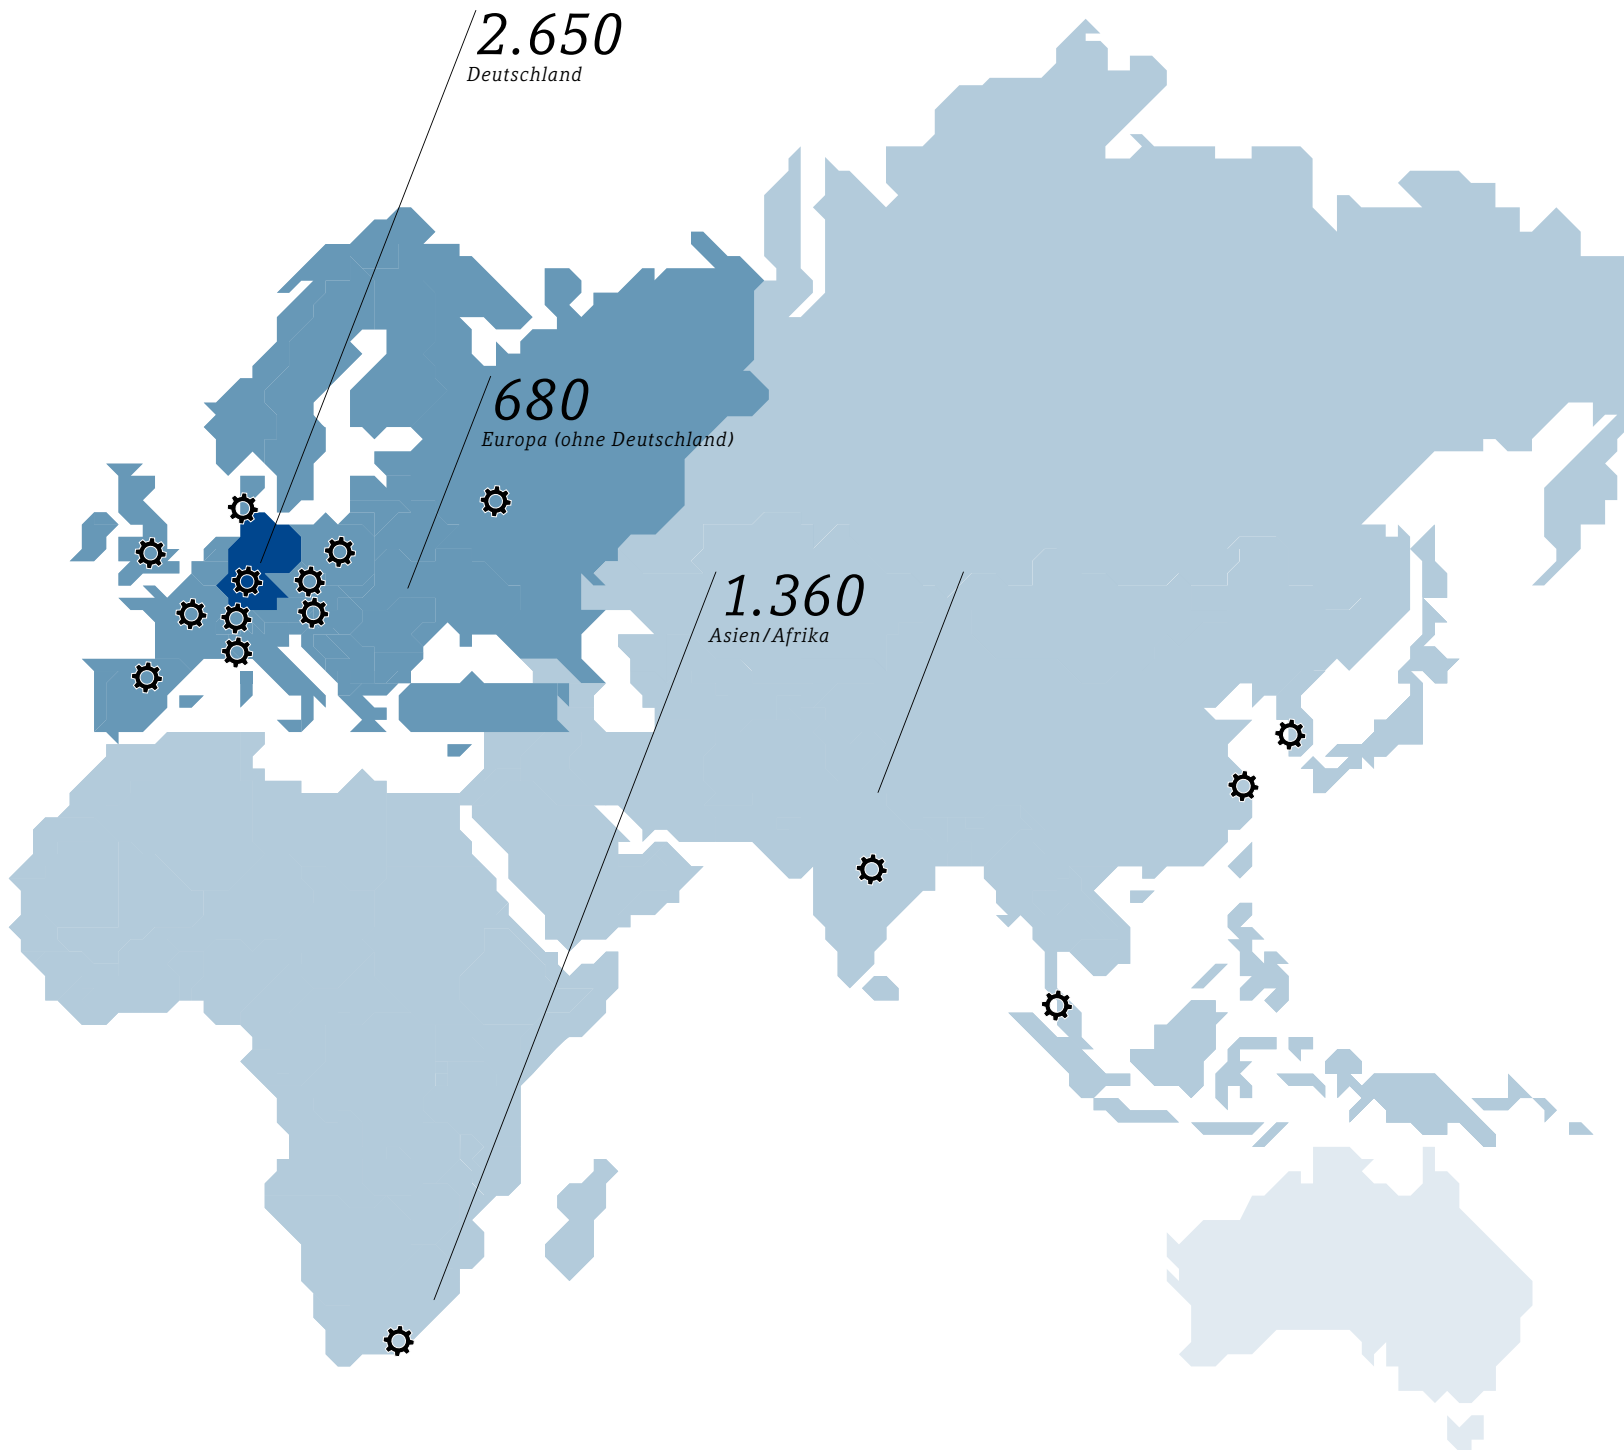 2.650
Deutschland
680
Europa (ohne Deutschland)
1.360
Asien/Afrika